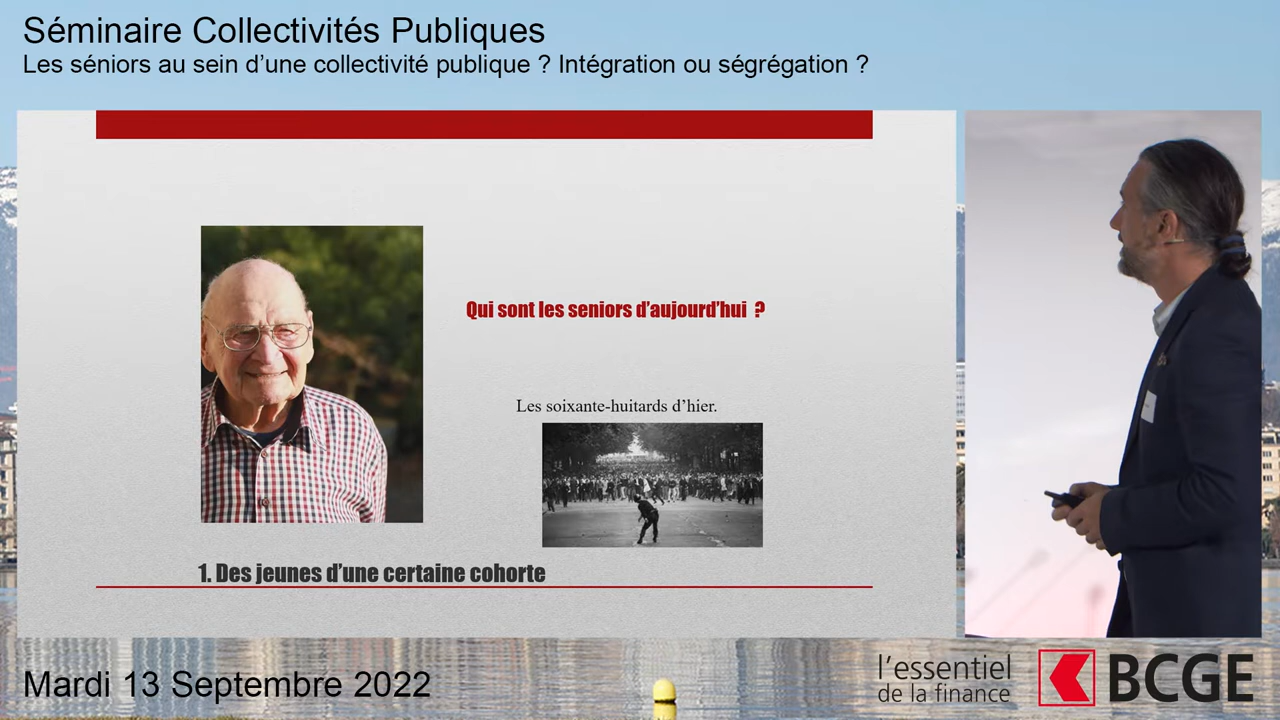 Séminaire Collectivités Publiques
Les séniors au sein d’une collectivité publique ? Intégration ou ségrégation ?
Qui sont les seniors d’aujourd’hui ?
Les soixante-huitards d’hier.
1. Des jeunes d’une certaine cohorte
Mardi 13 Septembre 2022
l’essentiel
de la finance
BCGE